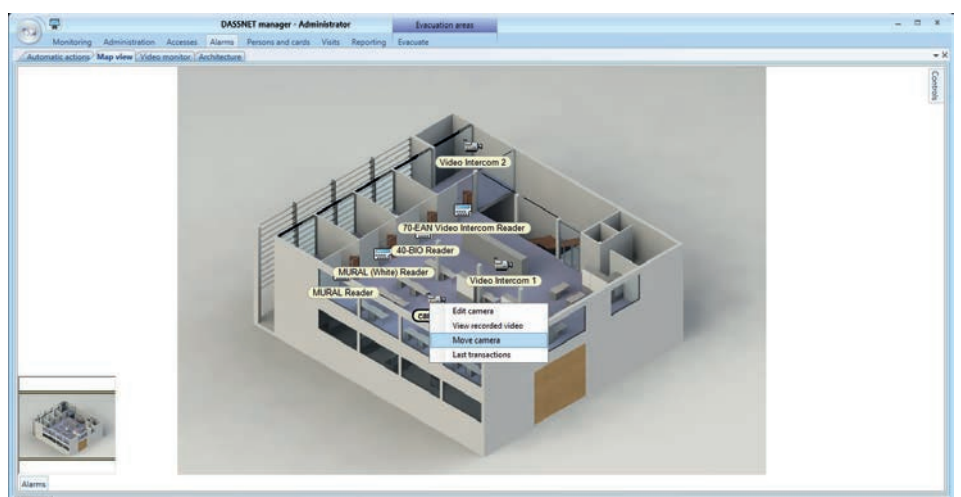 DASSNET manager - Administrator
Evacuation areas
Monitoring Administration Accesses Alarms Persons and cards Visits Reporting Evacuate
Automatic actions Map view Video monitor Architecture
Controls
Video Intercom 2
70-EAN Video Intercom Reader
40-BIO Reader
MURAL (White) Reader
Video Intercom 1
MURAL Reader
Edit camera
View recorded video
Move camera
Last transactions
Alarms